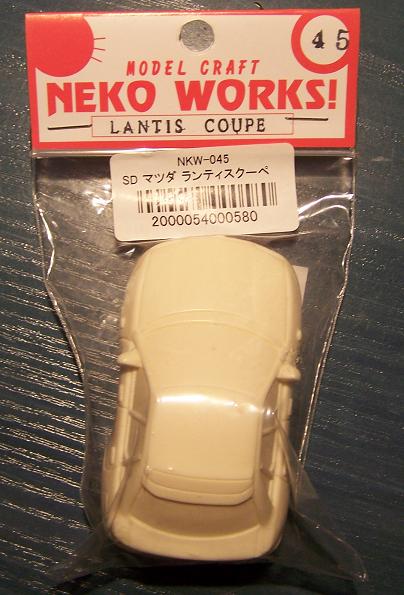 45
MODEL CRAFT
NEKO WORKS!
LANTIS COUPE
NKW-045
SD マツダ ランティスクーペ
2000054000580